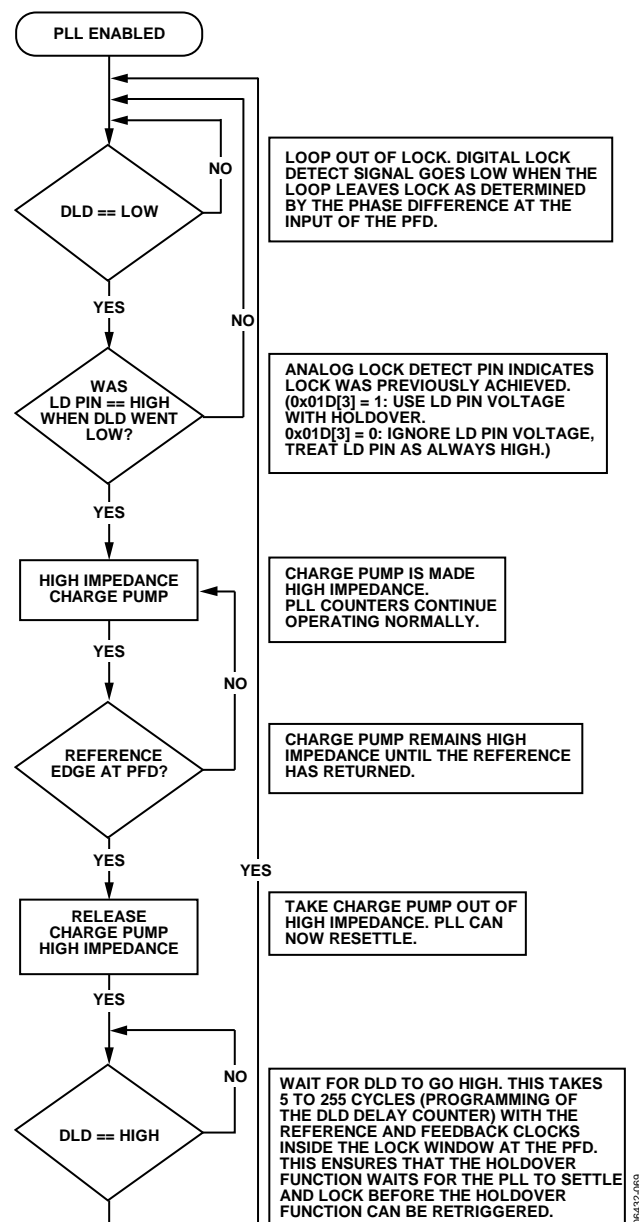 PLL ENABLED
NO
DLD == LOW
LOOP OUT OF LOCK. DIGITAL LOCK
DETECT SIGNAL GOES LOW WHEN THE
LOOP LEAVES LOCK AS DETERMINED
BY THE PHASE DIFFERENCE AT THE
INPUT OF THE PFD.
YES
NO
WAS
LD PIN == HIGH
WHEN DLD WENT
LOW?
ANALOG LOCK DETECT PIN INDICATES
LOCK WAS PREVIOUSLY ACHIEVED.
(0x01D[3] = 1: USE LD PIN VOLTAGE
WITH HOLDOVER.
0x01D[3] = 0: IGNORE LD PIN VOLTAGE,
TREAT LD PIN AS ALWAYS HIGH.)
YES
HIGH IMPEDANCE
CHARGE PUMP
CHARGE PUMP IS MADE
HIGH IMPEDANCE.
PLL COUNTERS CONTINUE
OPERATING NORMALLY.
YES
NO
REFERENCE
EDGE AT PFD?
CHARGE PUMP REMAINS HIGH
IMPEDANCE UNTIL THE REFERENCE
HAS RETURNED.
YES
YES
RELEASE
CHARGE PUMP
HIGH IMPEDANCE
TAKE CHARGE PUMP OUT OF
HIGH IMPEDANCE. PLL CAN
NOW RESETTLE.
YES
NO
DLD == HIGH
WAIT FOR DLD TO GO HIGH. THIS TAKES
5 TO 255 CYCLES (PROGRAMMING OF
THE DLD DELAY COUNTER) WITH THE
REFERENCE AND FEEDBACK CLOCKS
INSIDE THE LOCK WINDOW AT THE PFD.
THIS ENSURES THAT THE HOLDOVER
FUNCTION WAITS FOR THE PLL TO SETTLE
AND LOCK BEFORE THE HOLDOVER
FUNCTION CAN BE RETRIGGERED.
06432-069